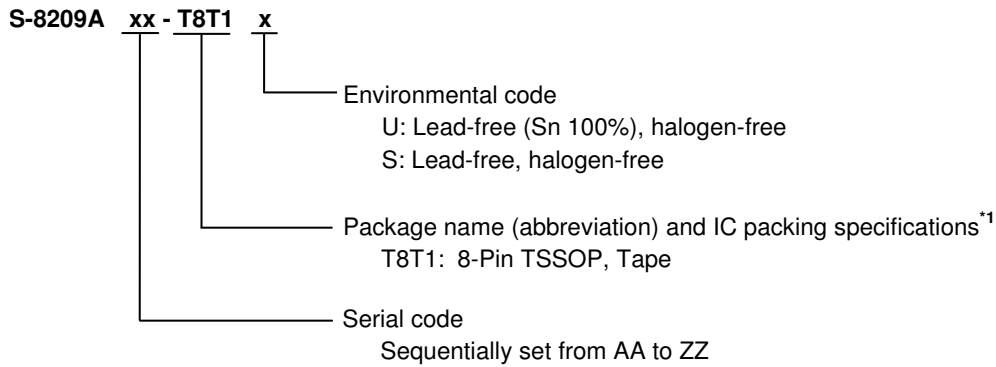 S-8209A xx - T8T1 x
Environmental code
U: Lead-free (Sn 100%), halogen-free
S: Lead-free, halogen-free
Package name (abbreviation) and IC packing specifications*1
T8T1: 8-Pin TSSOP, Tape
Serial code
Sequentially set from AA to ZZ